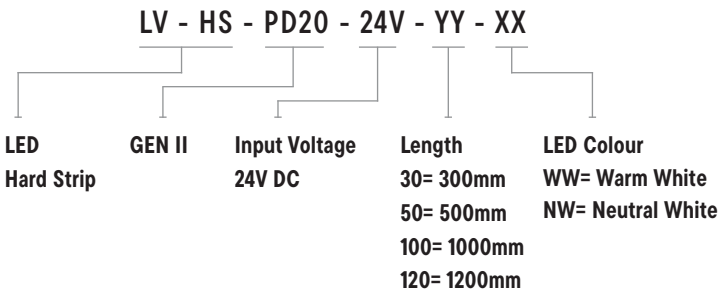 LV - HS - PD20 - 24V - YY - XX
LED GEN II Input Voltage Length LED Colour
Hard Strip 24V DC 30= 300mm WW= Warm White
50= 500mm NW= Neutral White
100= 1000mm
120= 1200mm